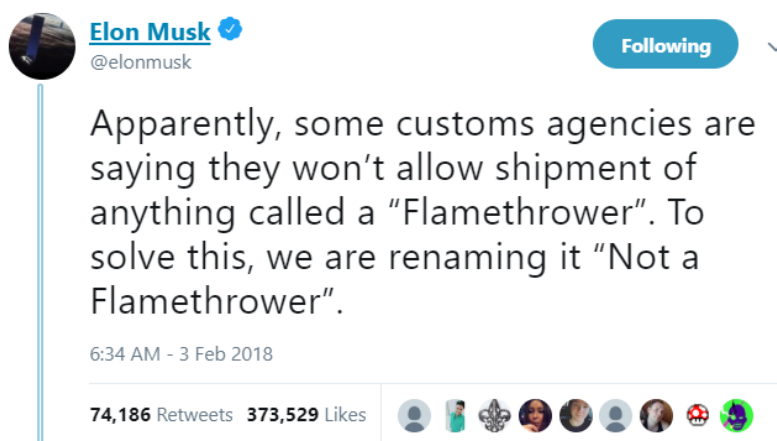 Elon Musk
@elonmusk
Following
Apparently, some customs agencies are
saying they won’t allow shipment of
anything called a “Flamethrower”. To
solve this, we are renaming it “Not a
Flamethrower”.
6:34 AM - 3 Feb 2018
74,186 Retweets 373,529 Likes